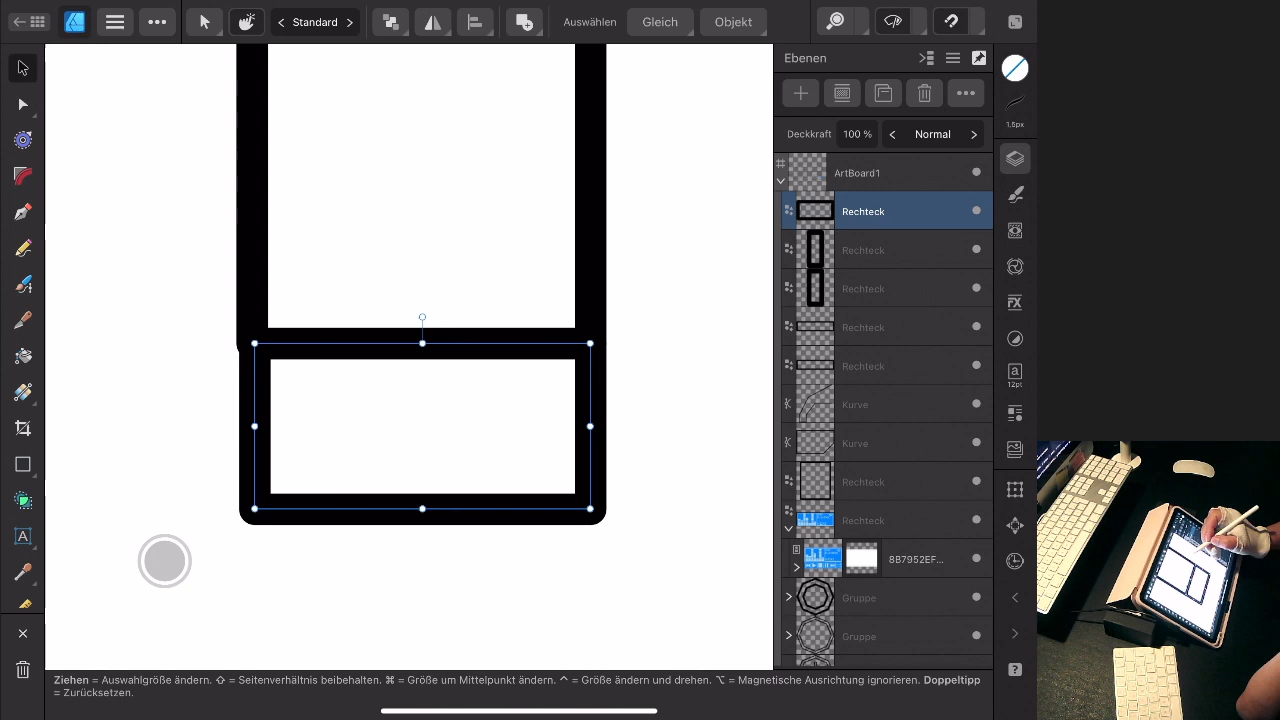 Standard
Auswählen
Gleich
Objekt
Ebenen
Deckkraft 100 % Normal
1,5px
ArtBoard1
Rechteck
Rechteck
Rechteck
Rechteck
Rechteck
Kurve
Kurve
Rechteck
Rechteck
8B7952EF...
Gruppe
Gruppe
a
12pt
A
Ziehen = Auswahlgröße ändern. ⇧ = Seitenverhältnis beibehalten. ⌘ = Größe um Mittelpunkt ändern. ^ = Größe ändern und drehen. ⌥ = Magnetische Ausrichtung ignorieren. Doppeltipp
= Zurücksetzen.